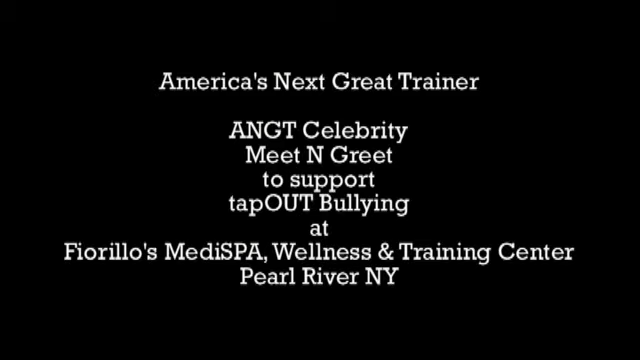 America's Next Great Trainer
ANGT Celebrity
Meet N Greet
to support
tapOUT Bullying
at
Fiorillo's MediSPA, Wellness & Training Center
Pearl River NY